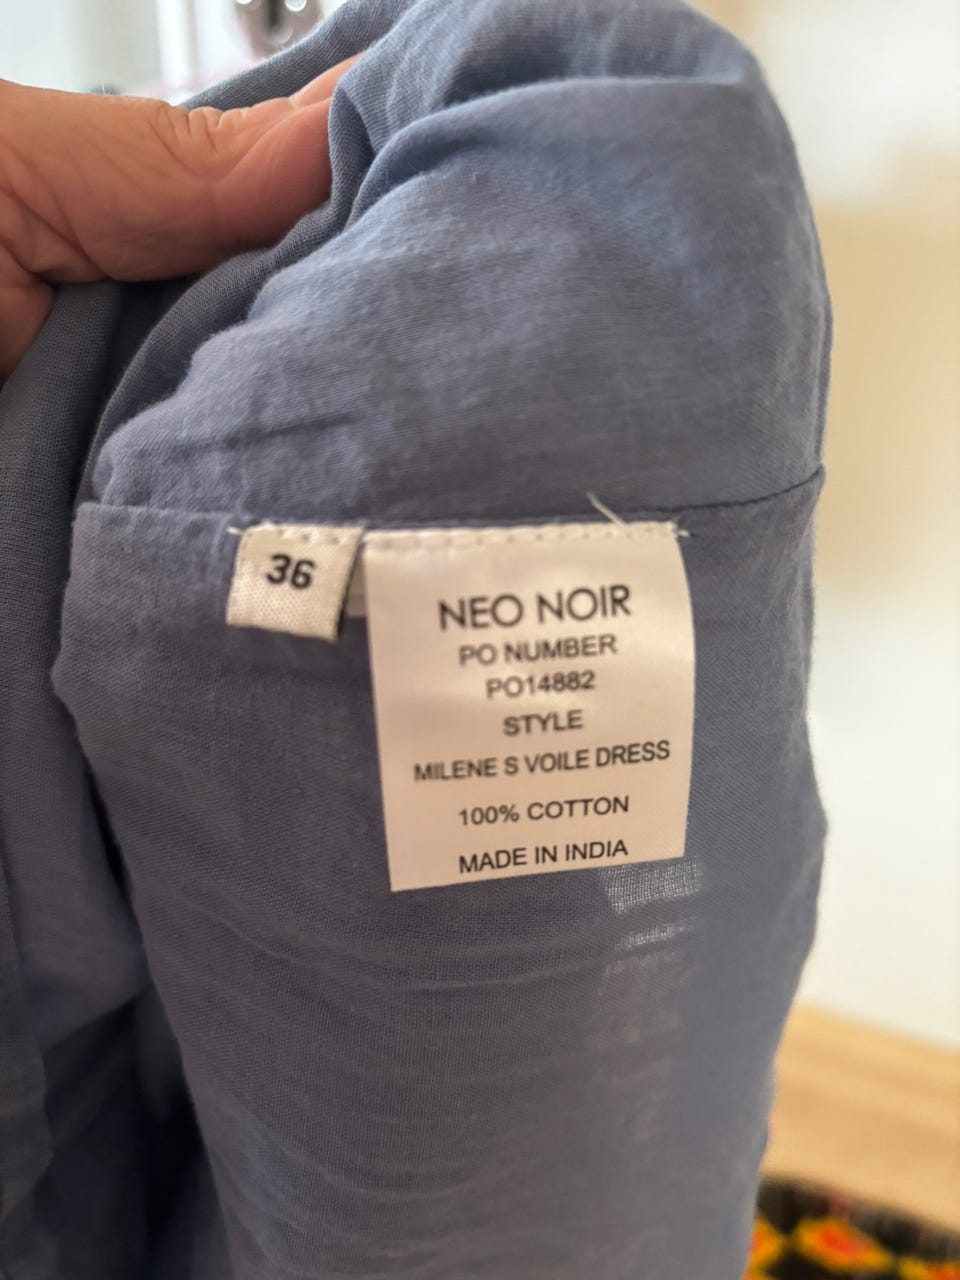 36
NEO NOIR
PO NUMBER
PO14882
STYLE
MILENE S VOILE DRESS
100% COTTON
MADE IN INDIA